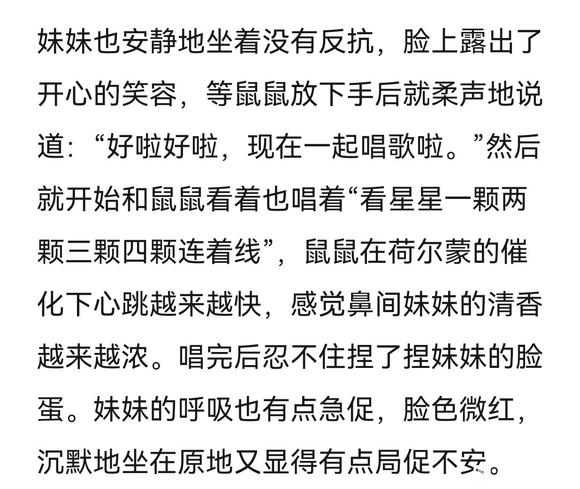 妹妹也安静地坐着没有反抗，脸上露出了
开心的笑容，等鼠鼠放下手后就柔声地说
道：“好啦好啦，现在一起唱歌啦。”然后
就开始和鼠鼠看着也唱着“看星星一颗两
颗三颗四颗连着线”，鼠鼠在荷尔蒙的催
化下心跳越来越快，感觉鼻间妹妹的清香
越来越浓。唱完后忍不住捏了捏妹妹的脸
蛋。妹妹的呼吸也有点急促，脸色微红，
沉默地坐在原地又显得有点局促不安。